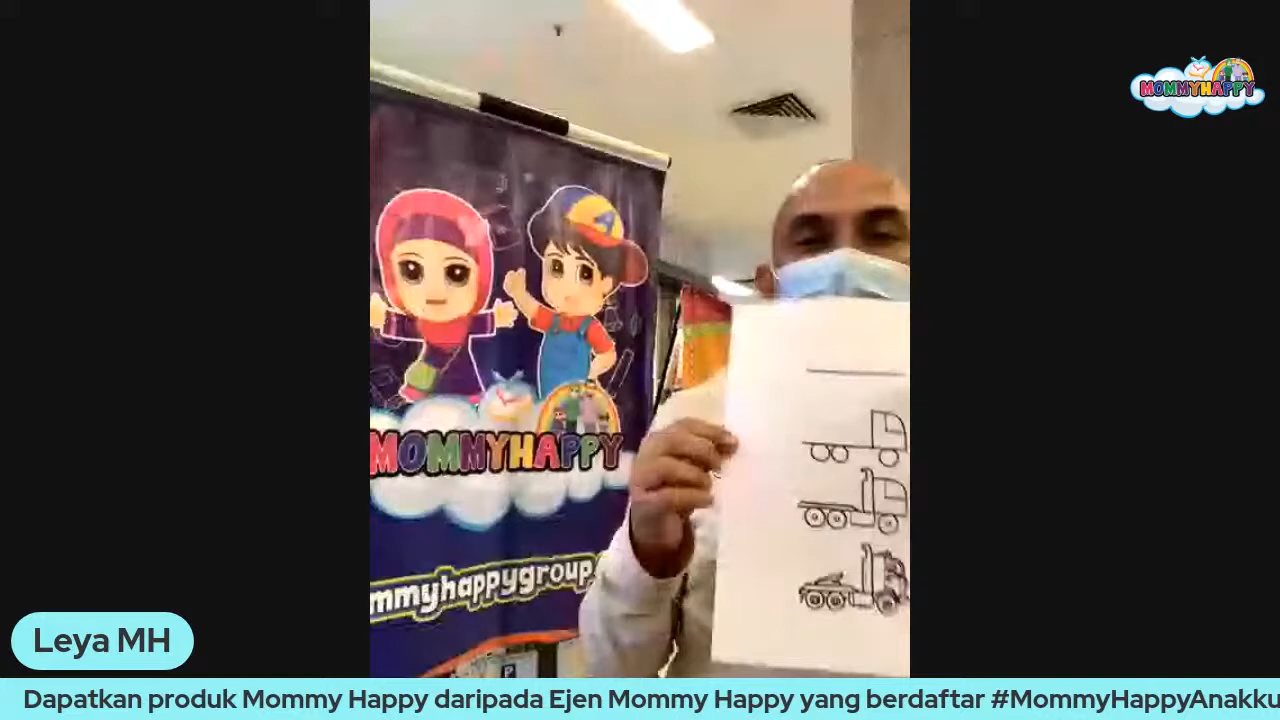 MOMMYHAPPY
A
MOMMYHAPPY
mmyhappygroup
P
Leya MH
Dapatkan produk Mommy Happy daripada Ejen Mommy Happy yang berdaftar #MommyHappyAnakku